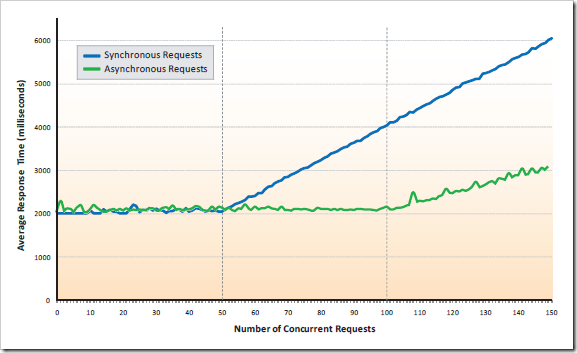 6000
5000
4000
3000
2000
1000
0
Average Response Time (milliseconds)
Synchronous Requests
Asynchronous Requests
0 10 20 30 40 50 60 70 80 90 100 110 120 130 140 150
Number of Concurrent Requests